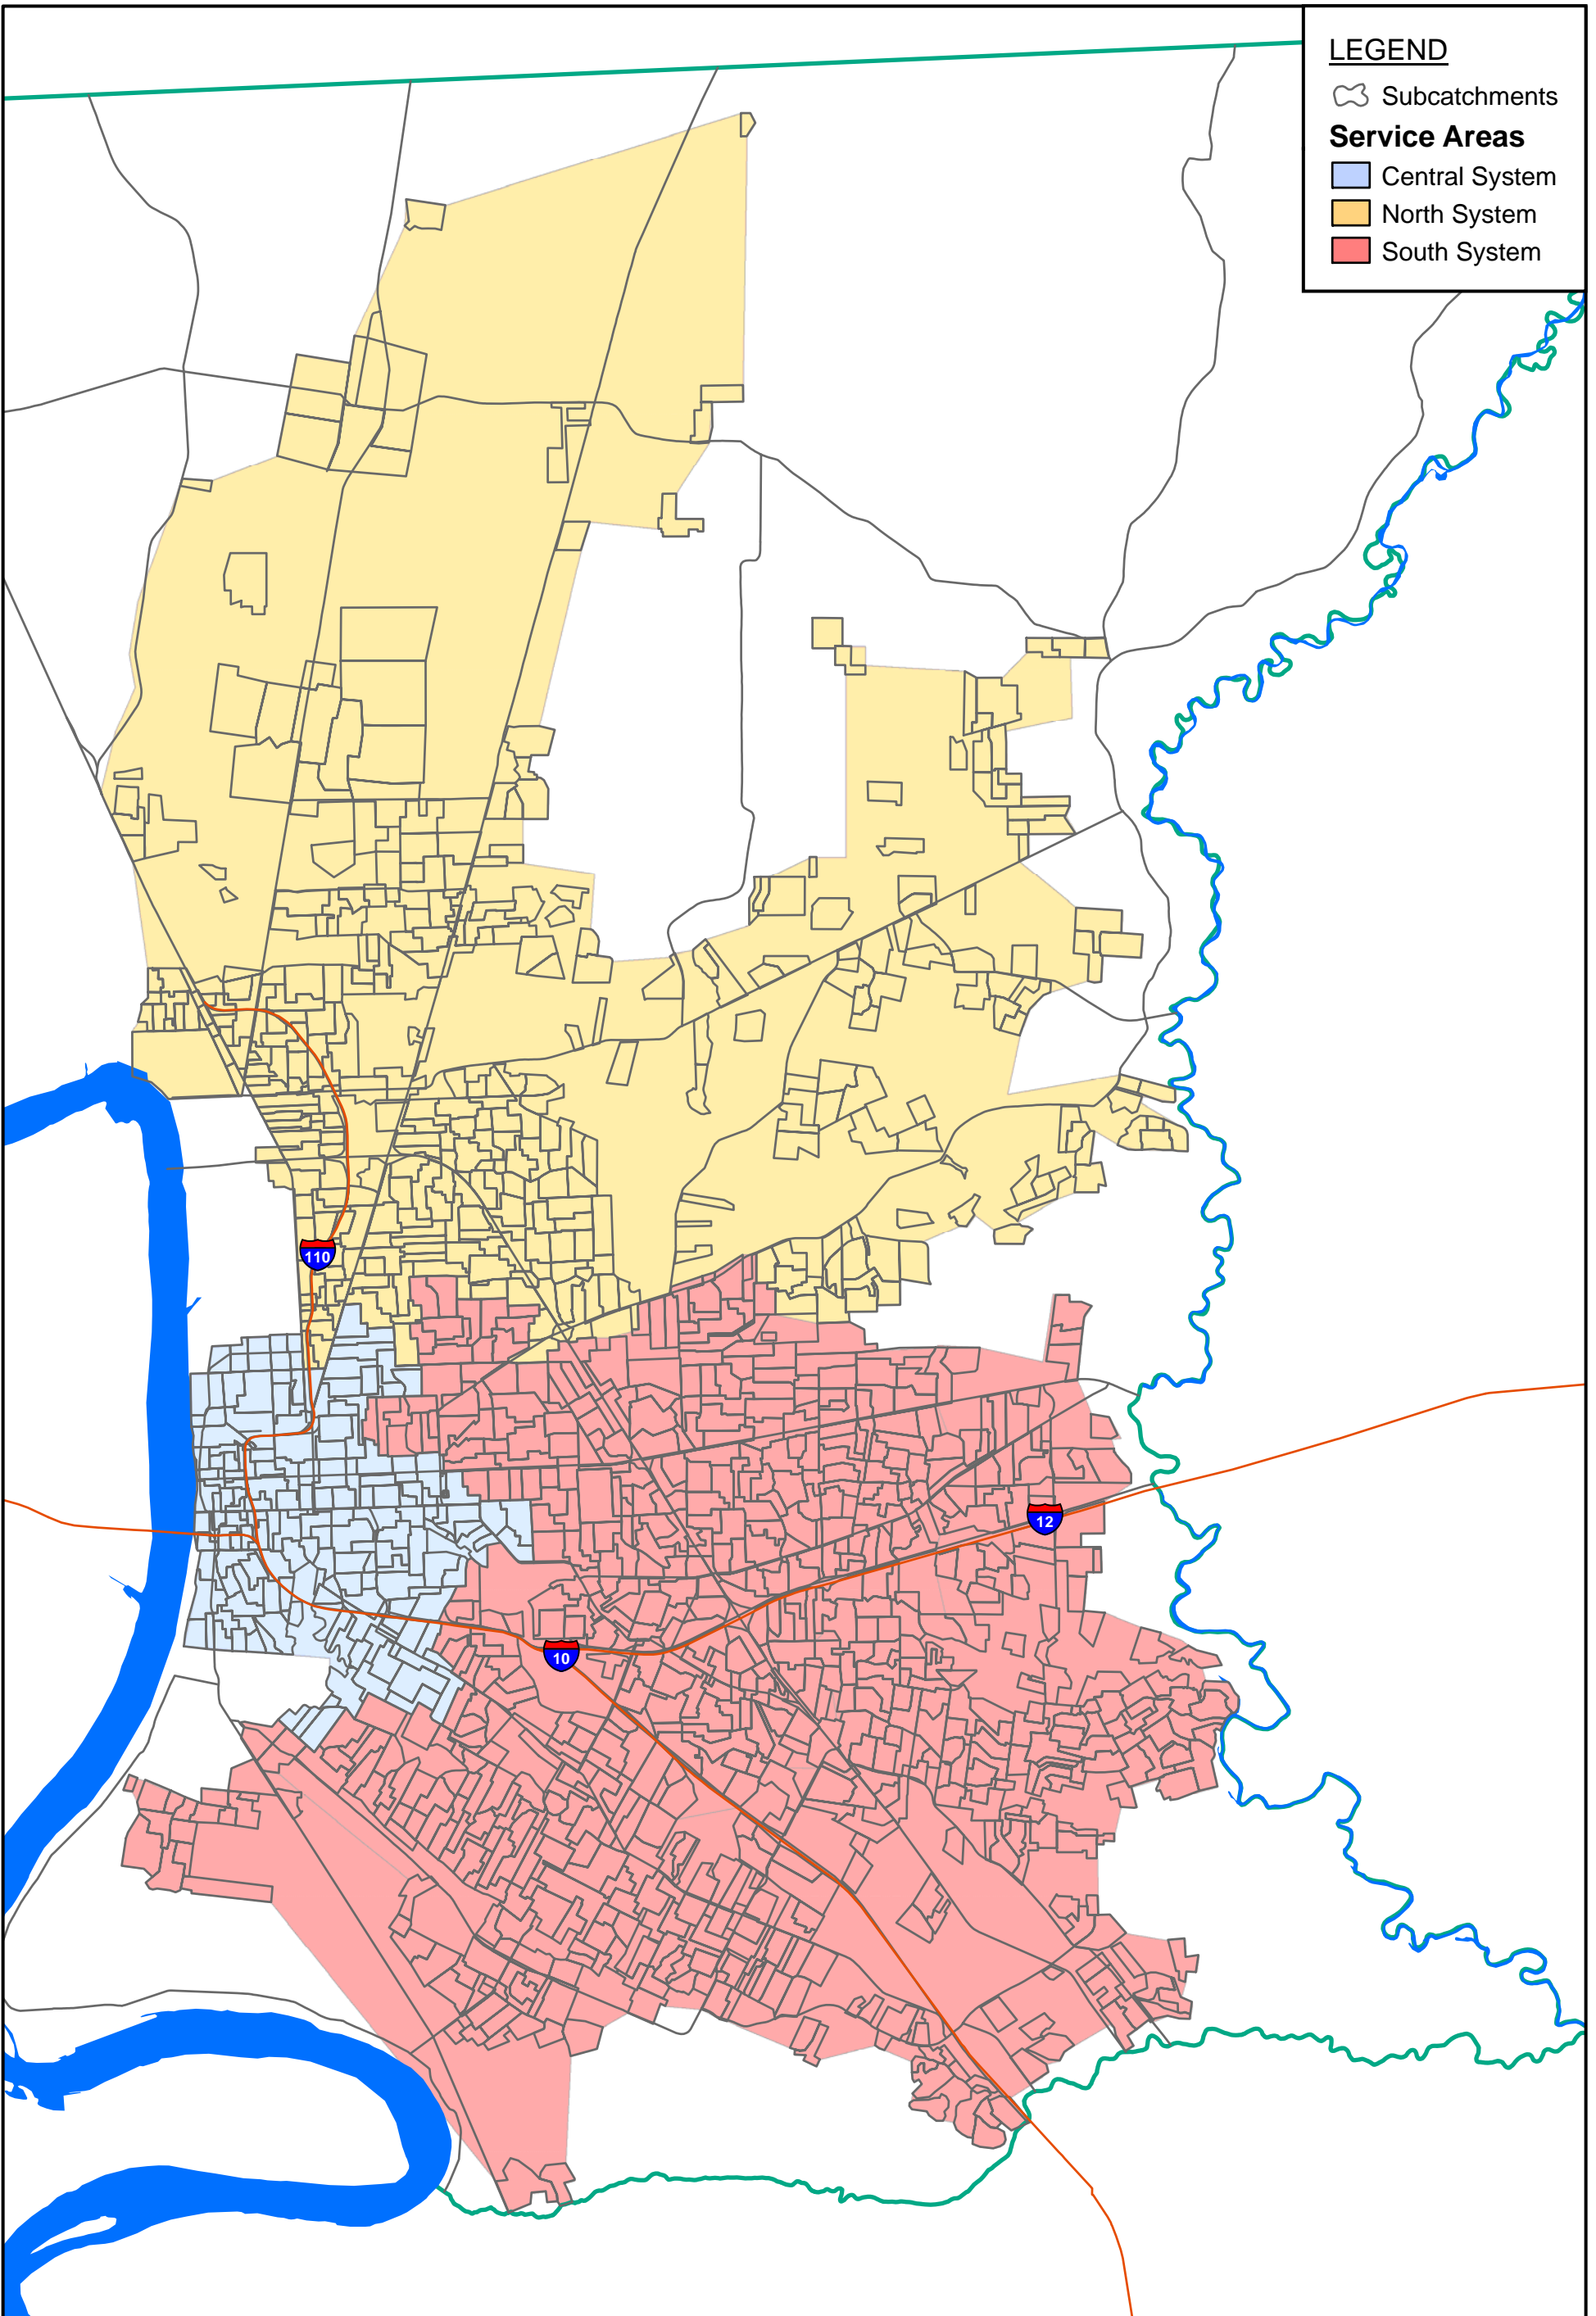 LEGEND
Subcatchments
Service Areas
Central System
North System
South System
110
12
10